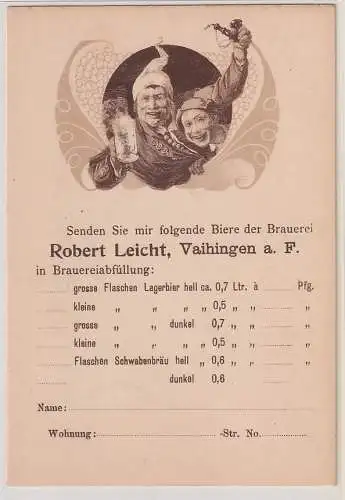 Senden Sie mir folgende Biere der Brauerei
Robert Leicht, Vaihingen a. F.
in Brauereiabfüllung:
grosse Flaschen Lagerbier hell ca. 0,7 Ltr. à Pfg.
kleine „ „ „ „ 0,5 „ „ „
grosse „ „ dunkel 0,7 „ „ „
kleine „ „ „ „ 0,5 „ „ „
Flaschen Schwabenbräu hell „ 0,6 „ „ „
dunkel 0,6
Name:
Wohnung: -Str. No.